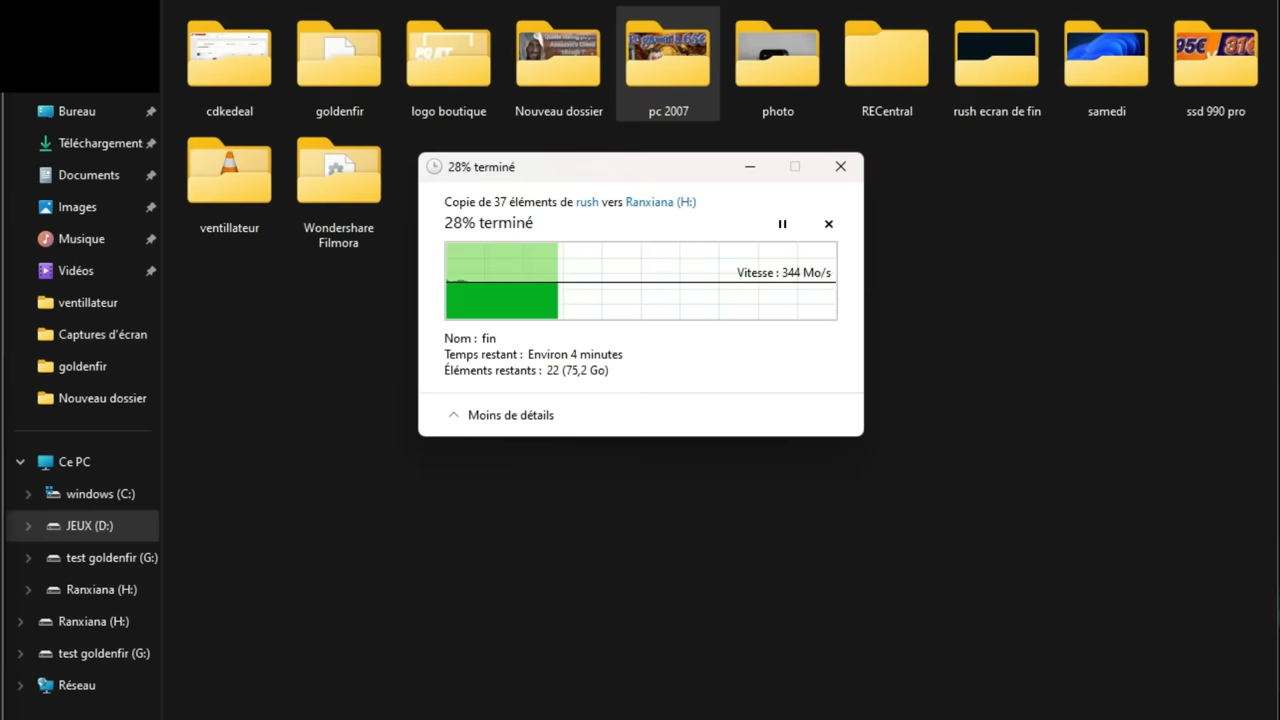 cdkedeal
goldenfir
logo boutique
Nouveau dossier
pc 2007
photo
RECentral
rush ecran de fin
samedi
ssd 990 pro
ventillateur
Wondershare
Filmora
Bureau
Téléchargement
Documents
Images
Musique
Vidéos
ventillateur
Captures d'écran
goldenfir
Nouveau dossier
Ce PC
windows (C:)
JEUX (D:)
test goldenfir (G:)
Ranxiana (H:)
Ranxiana (H:)
test goldenfir (G:)
Réseau
28% terminé
Copie de 37 éléments de rush vers Ranxiana (H:)
28% terminé
Vitesse : 344 Mo/s
Nom : fin
Temps restant : Environ 4 minutes
Éléments restants : 22 (75,2 Go)
Moins de détails